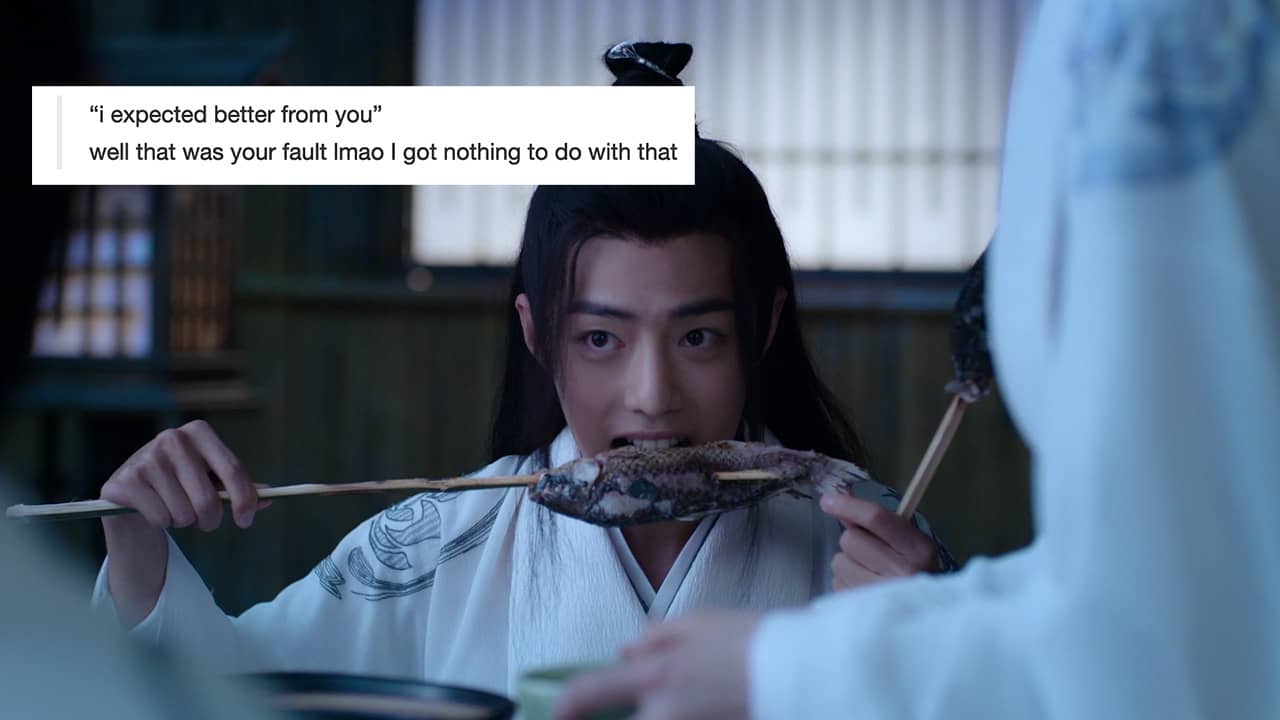 “i expected better from you”
well that was your fault lmao I got nothing to do with that